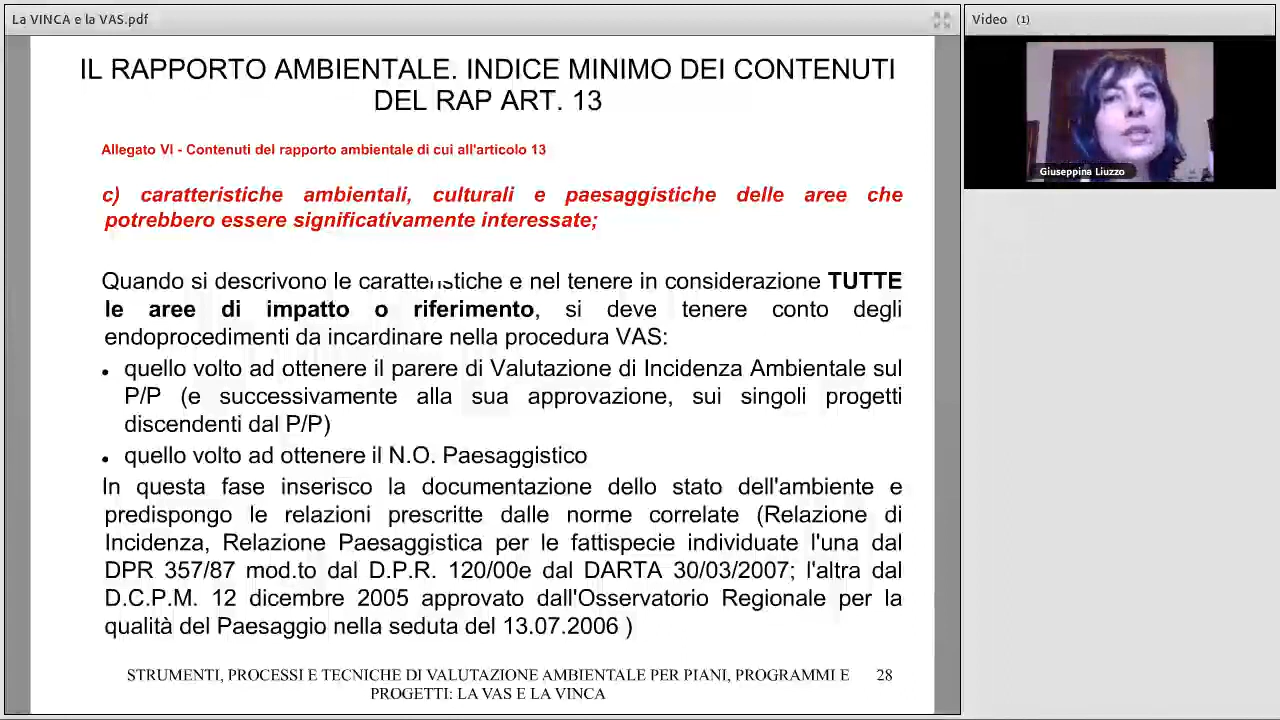 La VINCA e la VAS.pdf
Video (1)
IL RAPPORTO AMBIENTALE. INDICE MINIMO DEI CONTENUTI
DEL RAP ART. 13
Allegato VI - Contenuti del rapporto ambientale di cui all'articolo 13
c) caratteristiche ambientali, culturali e paesaggistiche delle aree che
potrebbero essere significativamente interessate;
Quando si descrivono le caratteristiche e nel tenere in considerazione TUTTE
le aree di impatto o riferimento, si deve tenere conto degli
endoprocedimenti da incardinare nella procedura VAS:
• quello volto ad ottenere il parere di Valutazione di Incidenza Ambientale sul
P/P (e successivamente alla sua approvazione, sui singoli progetti
discendenti dal P/P)
• quello volto ad ottenere il N.O. Paesaggistico
In questa fase inserisco la documentazione dello stato dell'ambiente e
predispongo le relazioni prescritte dalle norme correlate (Relazione di
Incidenza, Relazione Paesaggistica per le fattispecie individuate l'una dal
DPR 357/87 mod.to dal D.P.R. 120/00e dal DARTA 30/03/2007; l'altra dal
D.C.P.M. 12 dicembre 2005 approvato dall'Osservatorio Regionale per la
qualità del Paesaggio nella seduta del 13.07.2006 )
STRUMENTI, PROCESSI E TECNICHE DI VALUTAZIONE AMBIENTALE PER PIANI, PROGRAMMI E
PROGETTI: LA VAS E LA VINCA
28
Giuseppina Liuzzo